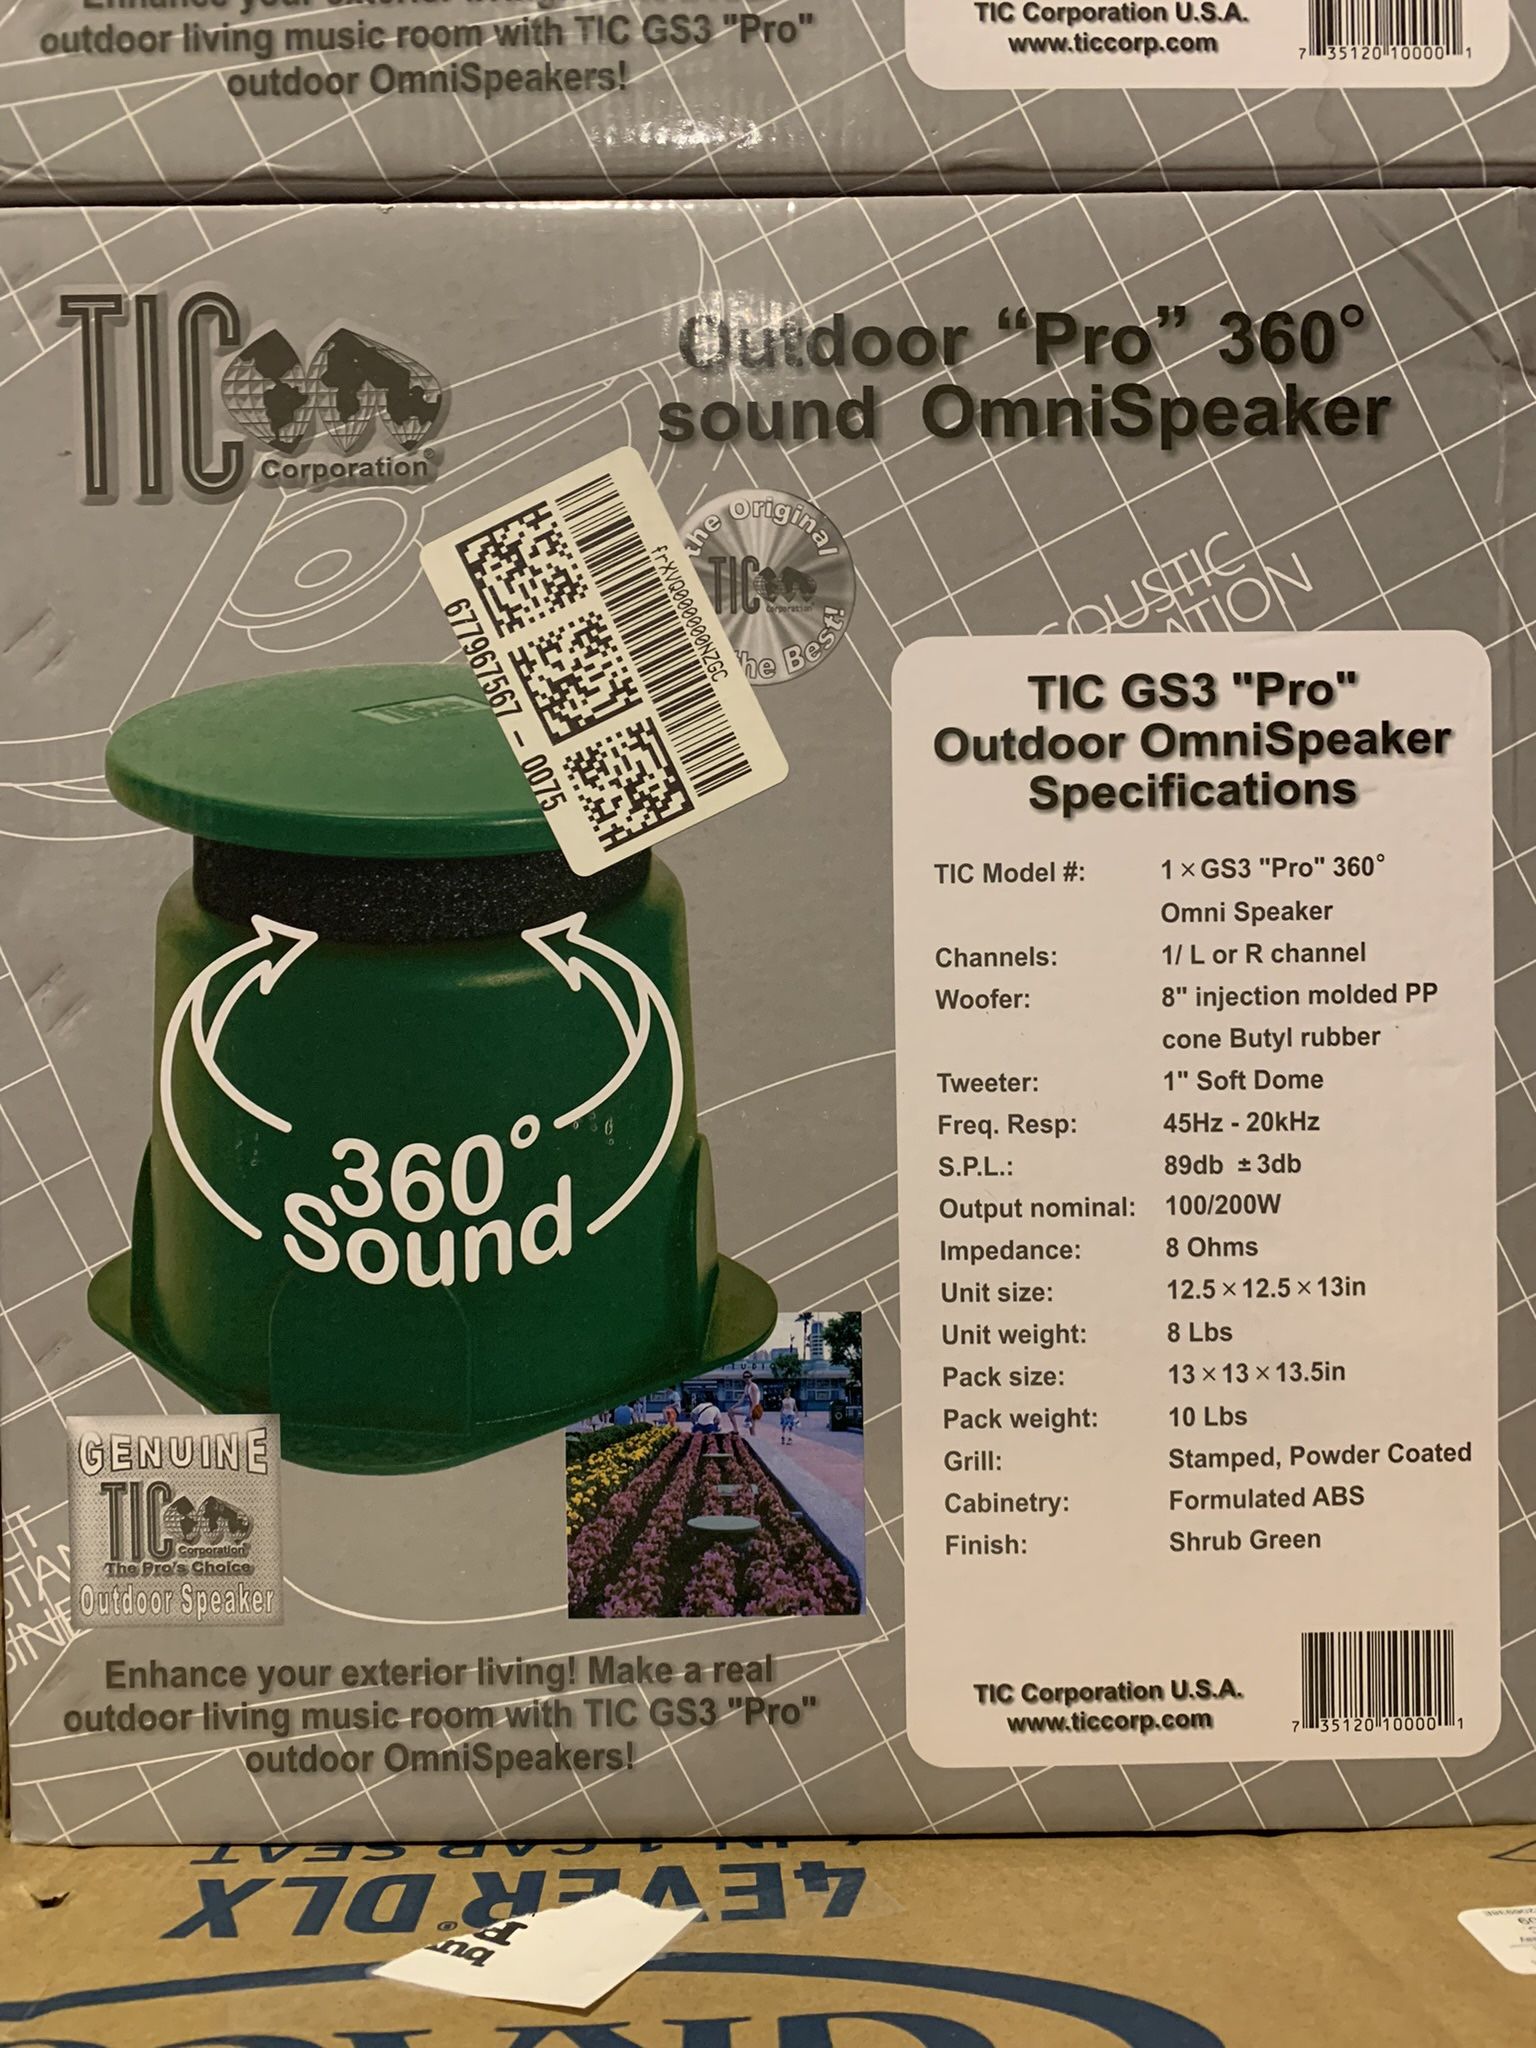 outdoor living music room with TIC GS3 "Pro"
outdoor OmniSpeakers!
TIC Corporation U.S.A.
www.ticcorp.com
7 35120 10000 1
TIC
Corporation®
Outdoor “Pro” 360°
sound OmniSpeaker
frXVQ000000NZGC
677967567 - 0075
the Original
TIC
Corporation
the Best!
COUSTIC
ATION
360°
Sound
GENUINE
TIC
Corporation
The Pro's Choice
Outdoor Speaker
Enhance your exterior living! Make a real
outdoor living music room with TIC GS3 "Pro"
outdoor OmniSpeakers!
TIC GS3 "Pro"
Outdoor OmniSpeaker
Specifications
TIC Model #: 1 × GS3 "Pro" 360°
Omni Speaker
Channels: 1/ L or R channel
Woofer: 8" injection molded PP
cone Butyl rubber
Tweeter: 1" Soft Dome
Freq. Resp: 45Hz - 20kHz
S.P.L.: 89db ± 3db
Output nominal: 100/200W
Impedance: 8 Ohms
Unit size: 12.5 × 12.5 × 13in
Unit weight: 8 Lbs
Pack size: 13 × 13 × 13.5in
Pack weight: 10 Lbs
Grill: Stamped, Powder Coated
Cabinetry: Formulated ABS
Finish: Shrub Green
TIC Corporation U.S.A.
www.ticcorp.com
7 35120 10000 1
4EVER® DLX
CAR SEAT